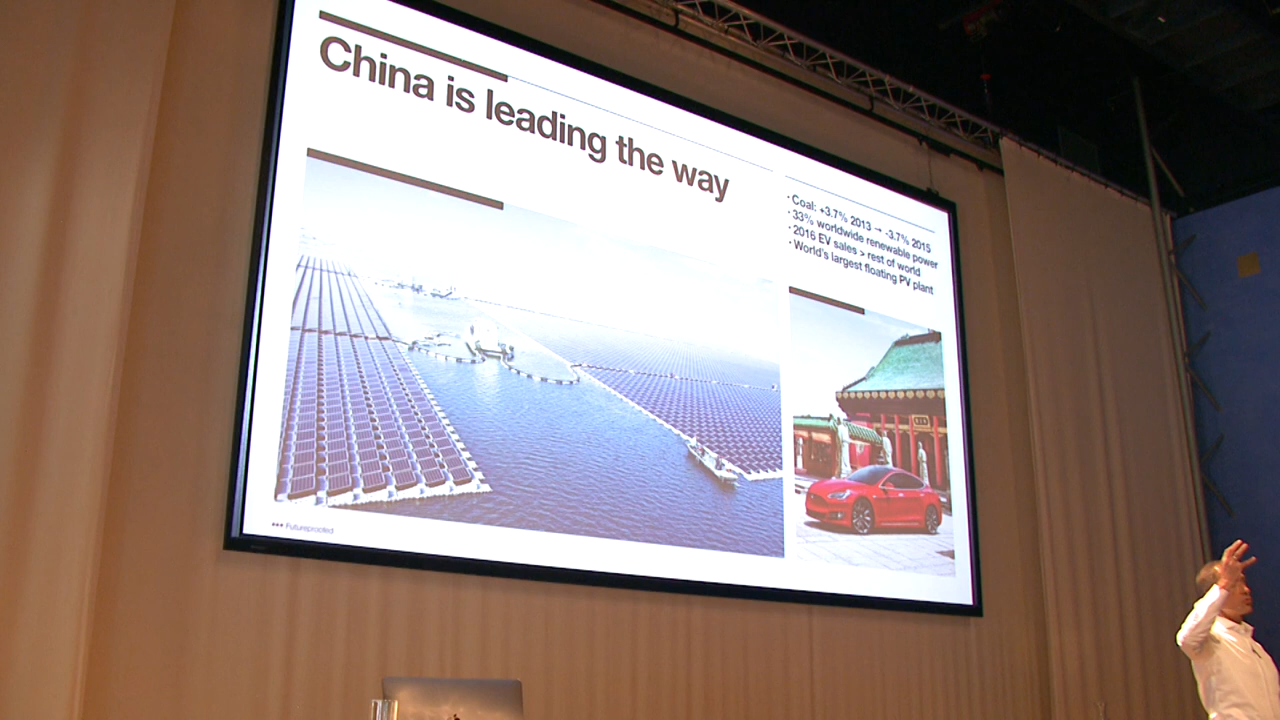 China is leading the way
· Coal: +3.7% 2013 → -3.7% 2015
· 33% worldwide renewable power
· 2016 EV sales > rest of world
· World's largest floating PV plant
••• Futureproofed